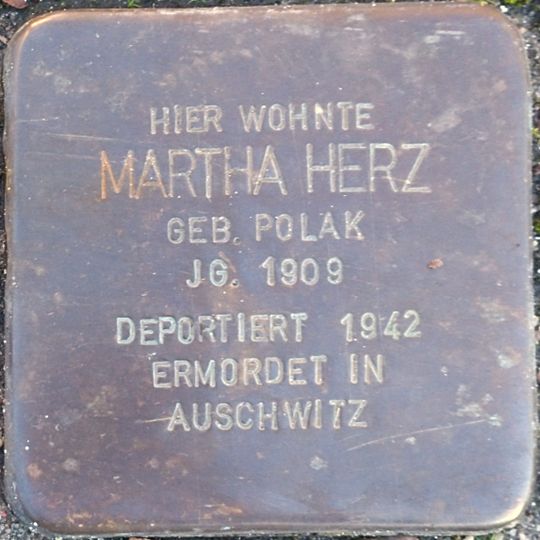 HIER WOHNTE
MARTHA HERZ
GEB. POLAK
JG. 1909
DEPORTIERT 1942
ERMORDET IN
AUSCHWITZ